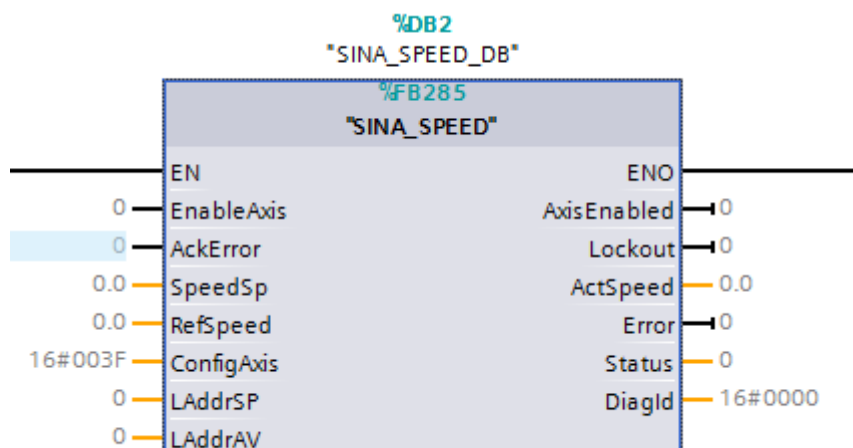 %DB2
"SINA_SPEED_DB"
%FB285
"SINA_SPEED"
EN ENO
0 EnableAxis AxisEnabled 0
0 AckError Lockout 0
0.0 SpeedSp ActSpeed 0.0
0.0 RefSpeed Error 0
16#003F ConfigAxis Status 0
0 LAddrSP DiagId 16#0000
0 LAddrAV